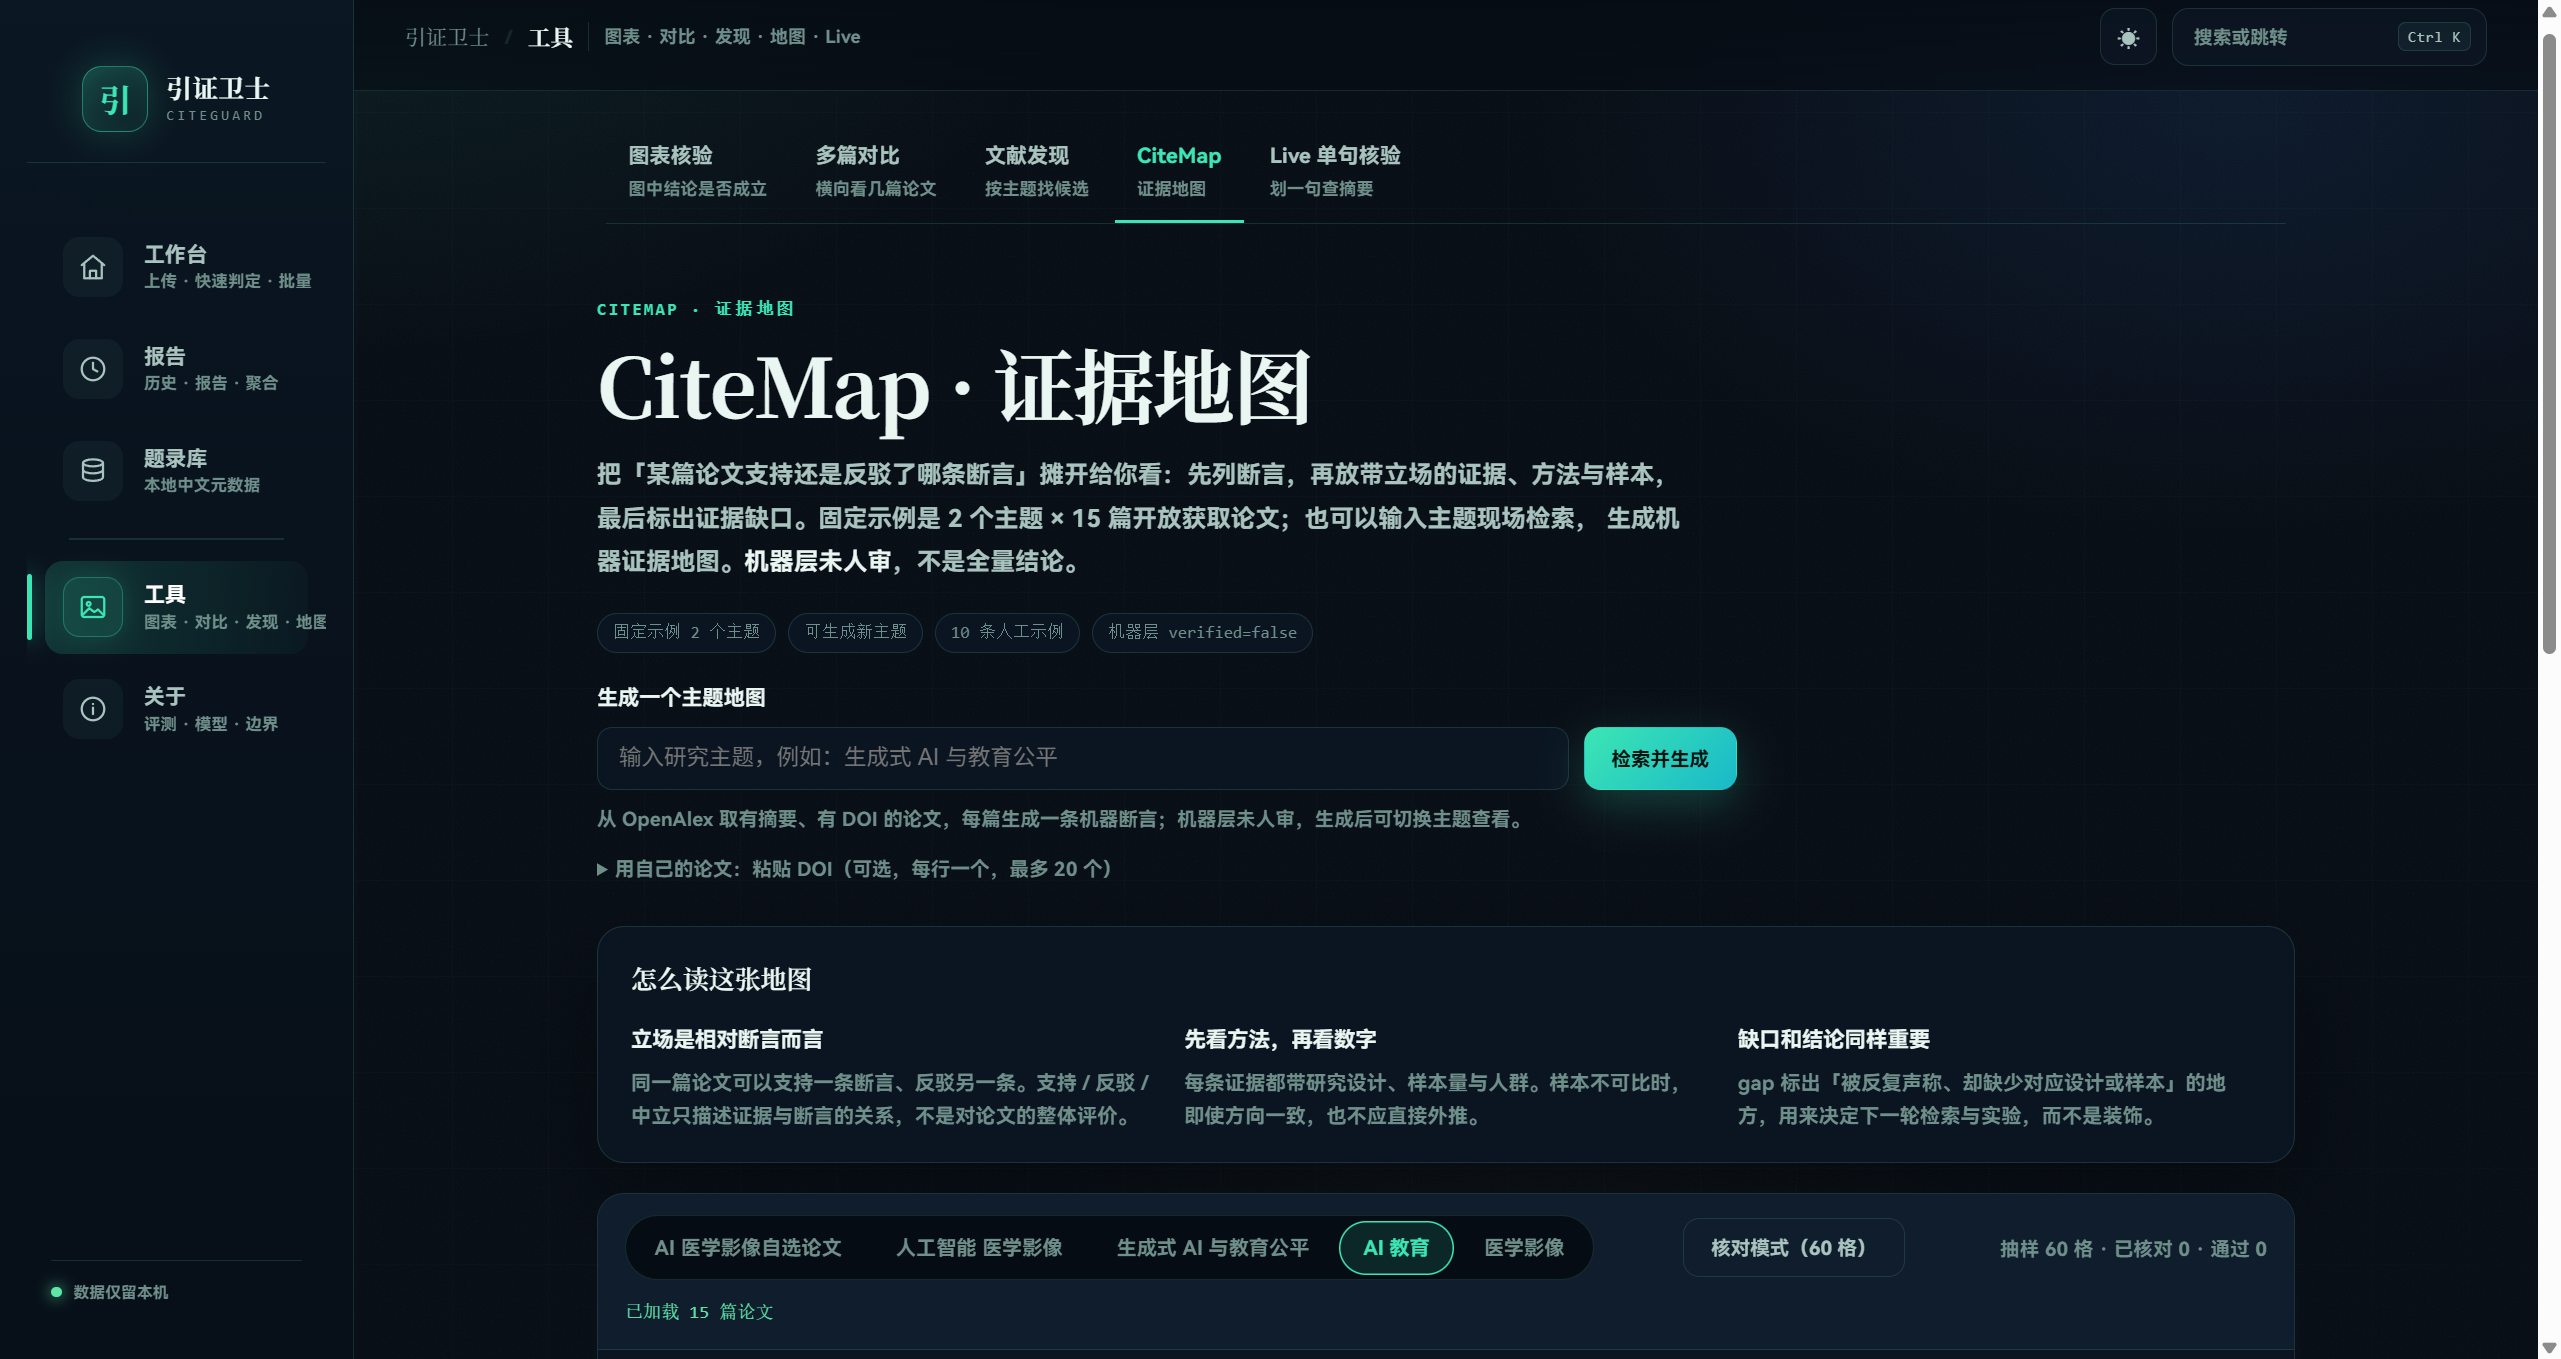 引
引证卫士
CITEGUARD
工作台
上传 · 快速判定 · 批量
报告
历史 · 报告 · 聚合
题录库
本地中文元数据
工具
图表 · 对比 · 发现 · 地图
关于
评测 · 模型 · 边界
数据仅留本机
引证卫士 / 工具 图表 · 对比 · 发现 · 地图 · Live
搜索或跳转 Ctrl K
图表核验
图中结论是否成立
多篇对比
横向看几篇论文
文献发现
按主题找候选
CiteMap
证据地图
Live 单句核验
划一句查摘要
CITEMAP · 证据地图
CiteMap · 证据地图
把「某篇论文支持还是反驳了哪条断言」摊开给你看：先列断言，再放带立场的证据、方法与样本，
最后标出证据缺口。固定示例是 2 个主题 × 15 篇开放获取论文；也可以输入主题现场检索， 生成机
器证据地图。机器层未人审，不是全量结论。
固定示例 2 个主题
可生成新主题
10 条人工示例
机器层 verified=false
生成一个主题地图
输入研究主题，例如：生成式 AI 与教育公平
检索并生成
从 OpenAlex 取有摘要、有 DOI 的论文，每篇生成一条机器断言；机器层未人审，生成后可切换主题查看。
用自己的论文：粘贴 DOI（可选，每行一个，最多 20 个）
怎么读这张地图
立场是相对断言而言
同一篇论文可以支持一条断言、反驳另一条。支持 / 反驳 /
中立只描述证据与断言的关系，不是对论文的整体评价。
先看方法，再看数字
每条证据都带研究设计、样本量与人群。样本不可比时，
即使方向一致，也不应直接外推。
缺口和结论同样重要
gap 标出「被反复声称、却缺少对应设计或样本」的地
方，用来决定下一轮检索与实验，而不是装饰。
AI 医学影像自选论文
人工智能 医学影像
生成式 AI 与教育公平
AI 教育
医学影像
核对模式（60 格）
抽样 60 格 · 已核对 0 · 通过 0
已加载 15 篇论文